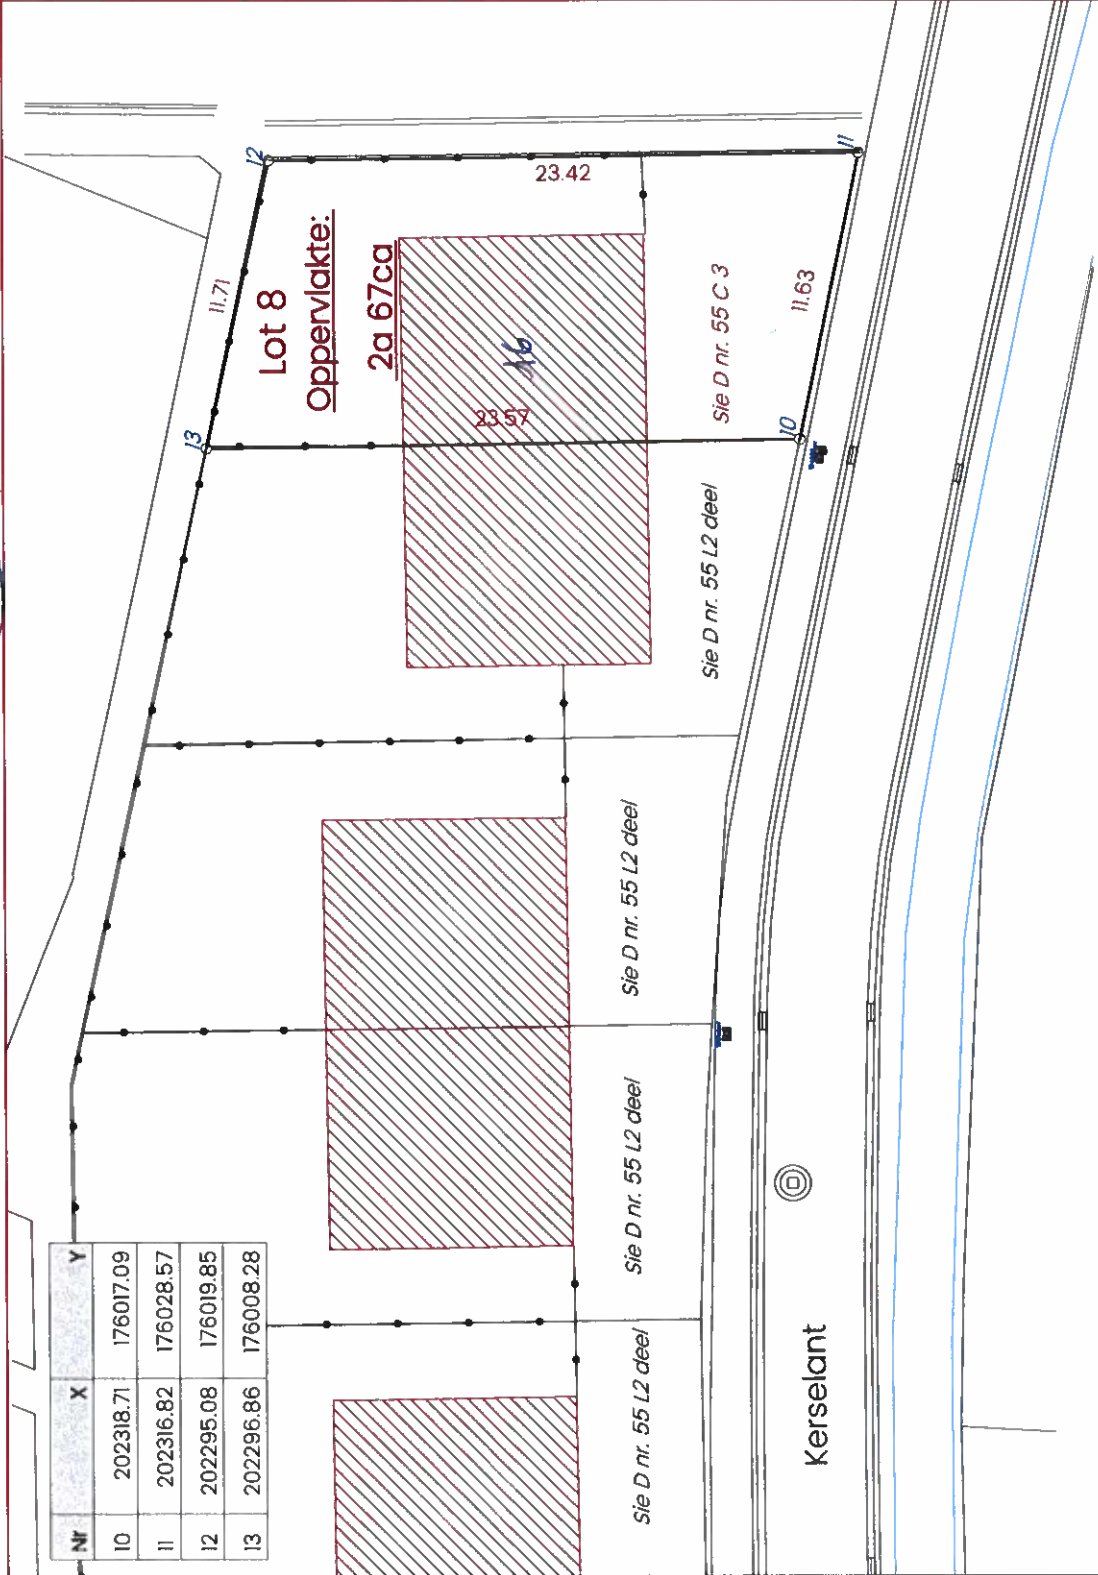 Nr X Y
10 202318.71 176017.09
11 202316.82 176028.57
12 202295.08 176019.85
13 202296.86 176008.28
13
11.71
12
Lot 8
Oppervlakte:
2a 67ca
23.42
23.57
16
11.63
10
11
Sie D nr. 55 C 3
Sie D nr. 55 L2 deel
Sie D nr. 55 L2 deel
Sie D nr. 55 L2 deel
Sie D nr. 55 L2 deel
Kerselant